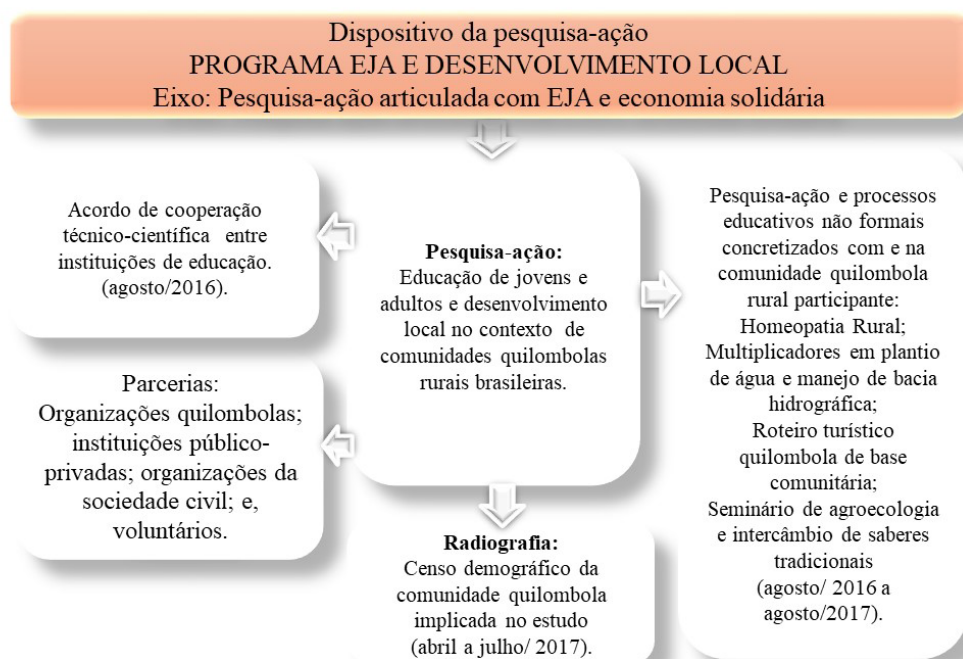 Dispositivo da pesquisa-ação
PROGRAMA EJA E DESENVOLVIMENTO LOCAL
Eixo: Pesquisa-ação articulada com EJA e economia solidária
Acordo de cooperação
técnico-científica entre
instituições de educação.
(agosto/2016).
Parcerias:
Organizações quilombolas;
instituições público-
privadas; organizações da
sociedade civil; e,
voluntários.
Pesquisa-ação:
Educação de jovens e
adultos e desenvolvimento
local no contexto de
comunidades quilombolas
rurais brasileiras.
Radiografia:
Censo demográfico da
comunidade quilombola
implicada no estudo
(abril a julho/ 2017).
Pesquisa-ação e processos
educativos não formais
concretizados com e na
comunidade quilombola
rural participante:
Homeopatia Rural;
Multiplicadores em plantio
de água e manejo de bacia
hidrográfica;
Roteiro turístico
quilombola de base
comunitária;
Seminário de agroecologia
e intercâmbio de saberes
tradicionais
(agosto/ 2016 a
agosto/2017).